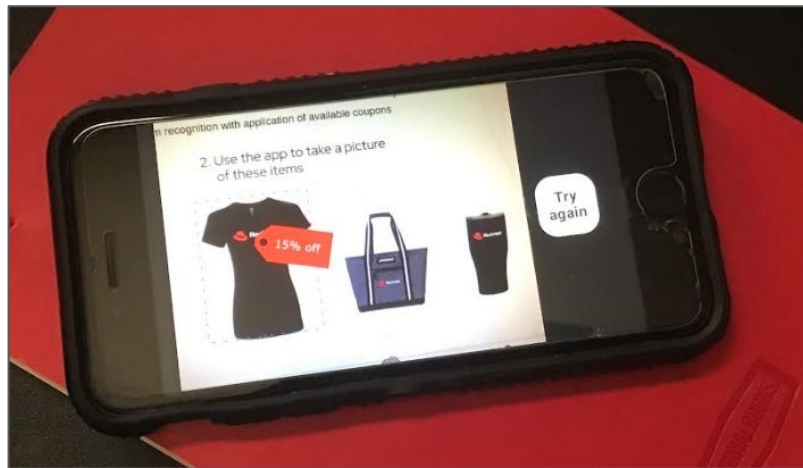 m recognition with application of available coupons
2. Use the app to take a picture
of these items
15% off
Try
again